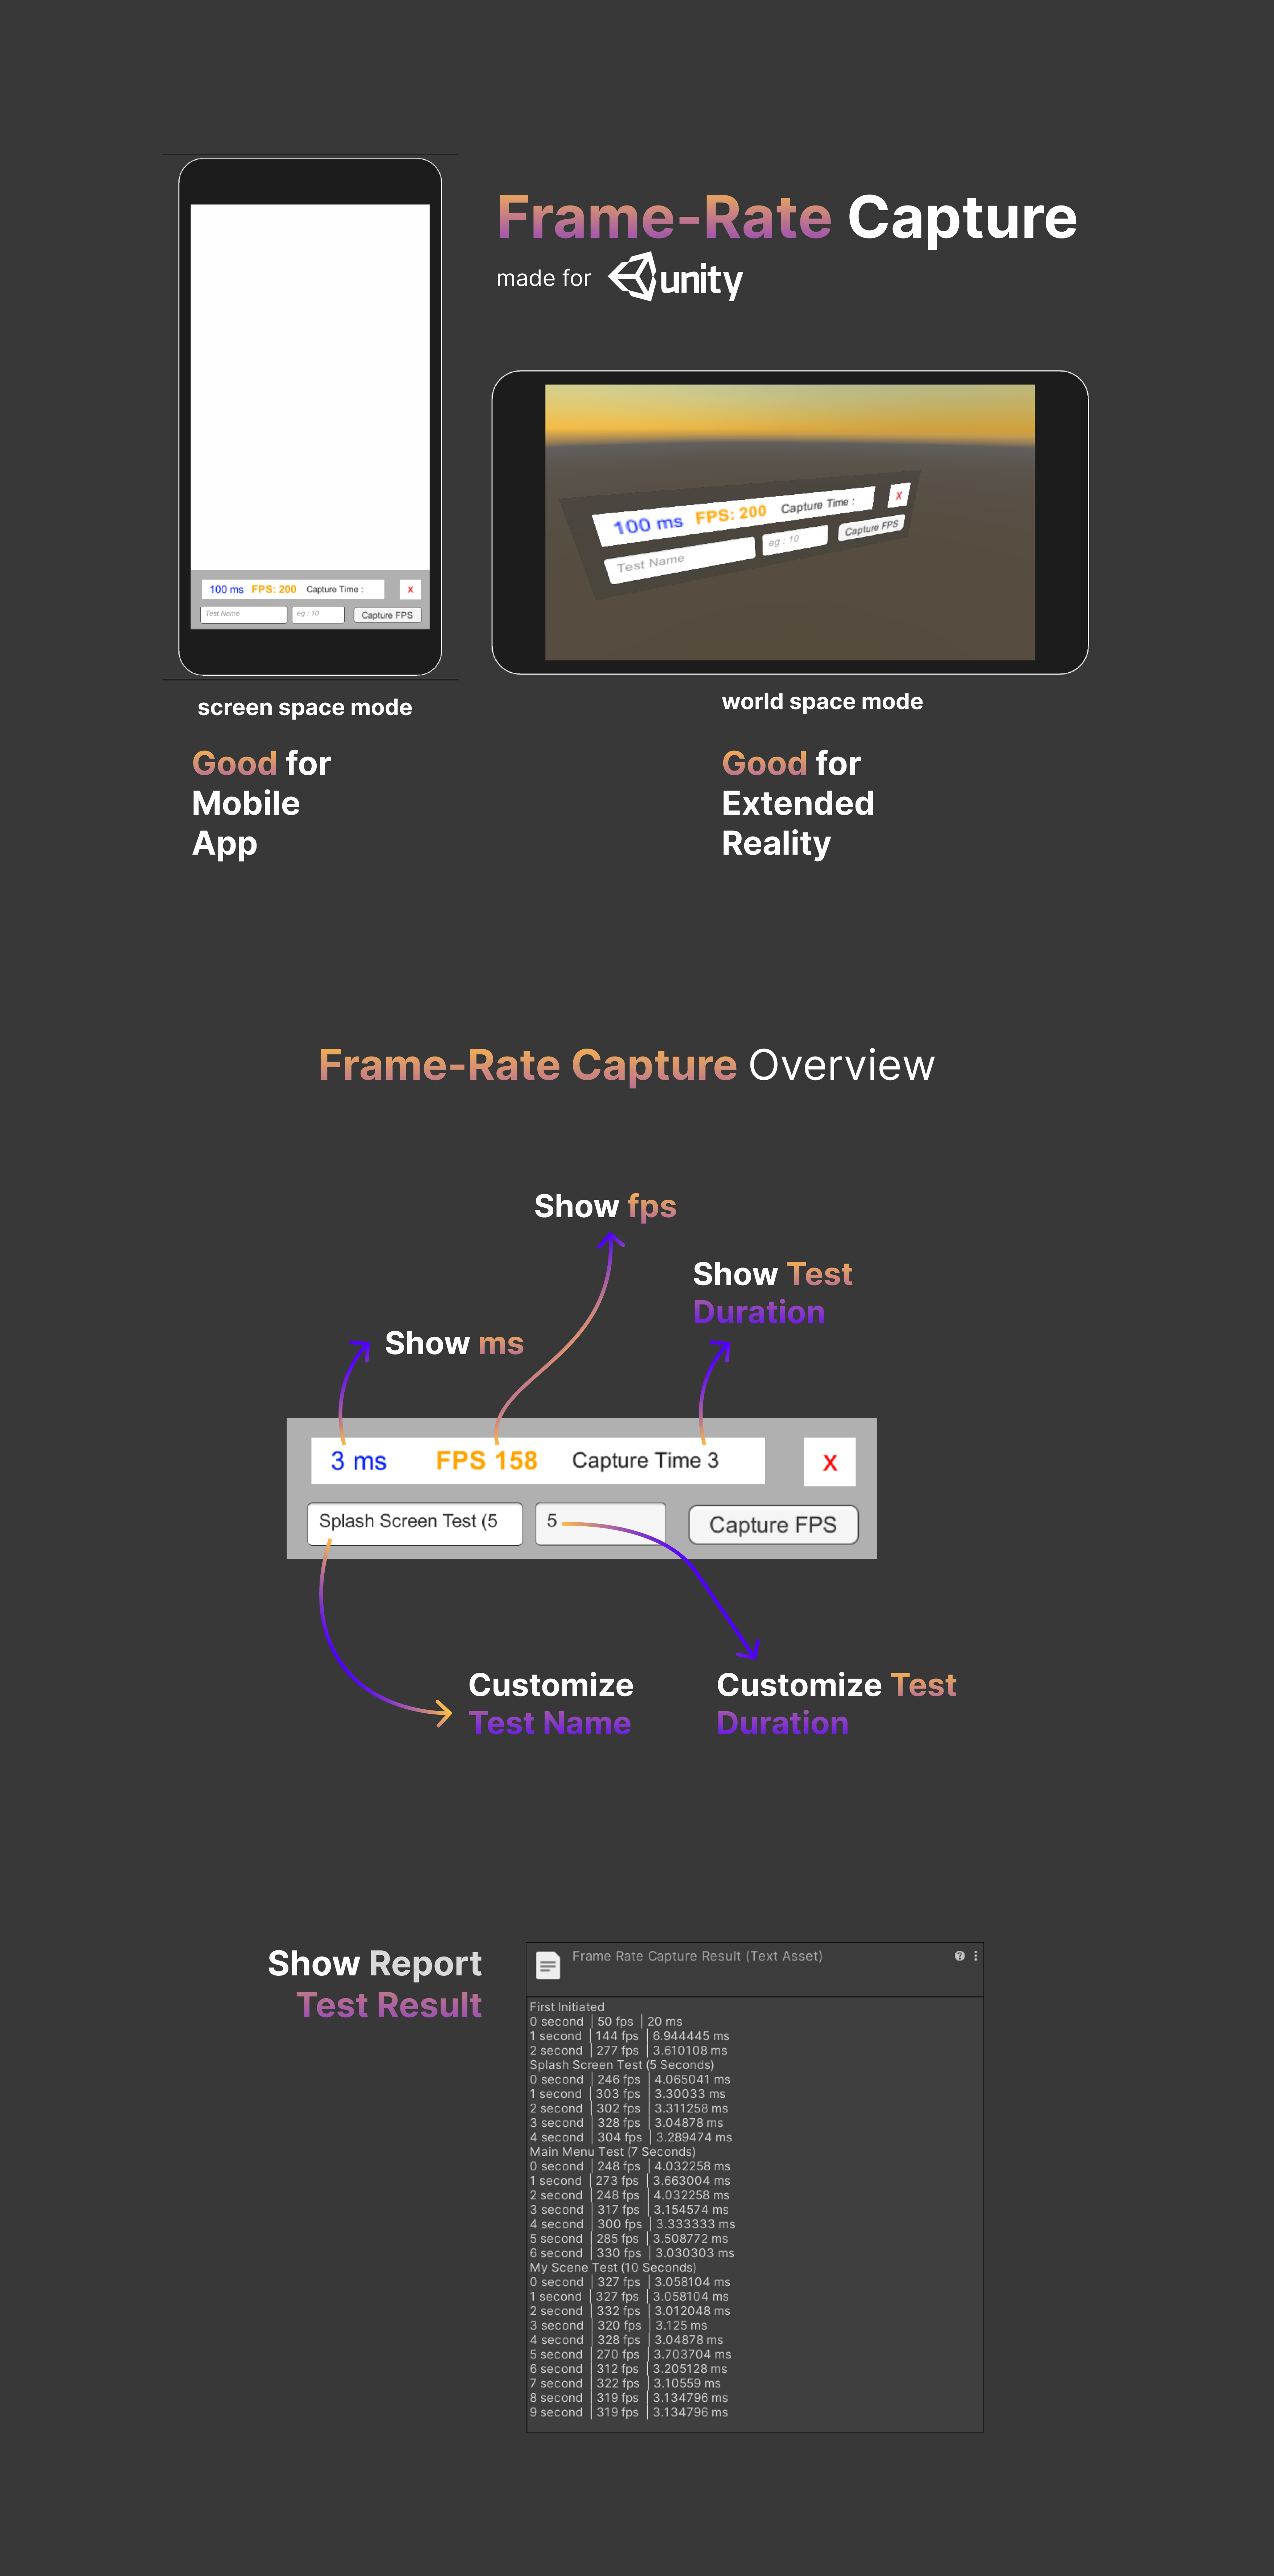 Frame-Rate Capture
made for unity
100 ms FPS: 200 Capture Time : X
Test Name eg : 10 Capture FPS
screen space mode
Good for
Mobile
App
100 ms FPS: 200 Capture Time : X
Test Name eg : 10 Capture FPS
world space mode
Good for
Extended
Reality
Frame-Rate Capture Overview
Show fps
Show Test
Duration
Show ms
3 ms FPS 158 Capture Time 3 X
Splash Screen Test (5 5 Capture FPS
Customize
Test Name
Customize Test
Duration
Show Report
Test Result
Frame Rate Capture Result (Text Asset)
First Initiated
0 second | 50 fps | 20 ms
1 second | 144 fps | 6.944445 ms
2 second | 277 fps | 3.610108 ms
Splash Screen Test (5 Seconds)
0 second | 246 fps | 4.065041 ms
1 second | 303 fps | 3.30033 ms
2 second | 302 fps | 3.311258 ms
3 second | 328 fps | 3.04878 ms
4 second | 304 fps | 3.289474 ms
Main Menu Test (7 Seconds)
0 second | 248 fps | 4.032258 ms
1 second | 273 fps | 3.663004 ms
2 second | 248 fps | 4.032258 ms
3 second | 317 fps | 3.154574 ms
4 second | 300 fps | 3.333333 ms
5 second | 285 fps | 3.508772 ms
6 second | 330 fps | 3.030303 ms
My Scene Test (10 Seconds)
0 second | 327 fps | 3.058104 ms
1 second | 327 fps | 3.058104 ms
2 second | 332 fps | 3.012048 ms
3 second | 320 fps | 3.125 ms
4 second | 328 fps | 3.04878 ms
5 second | 270 fps | 3.703704 ms
6 second | 312 fps | 3.205128 ms
7 second | 322 fps | 3.10559 ms
8 second | 319 fps | 3.134796 ms
9 second | 319 fps | 3.134796 ms